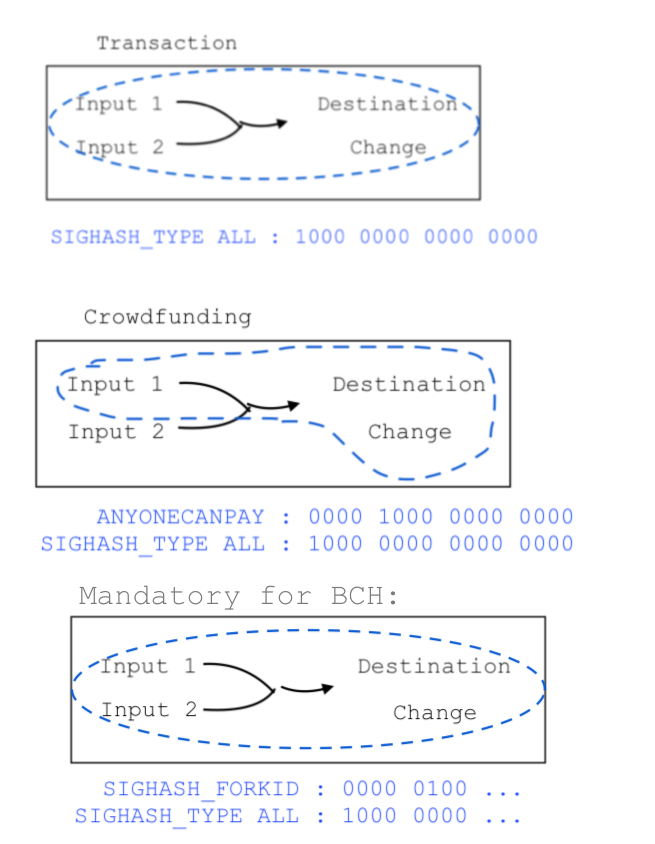 Transaction
Input 1 Destination
Input 2 Change
SIGHASH_TYPE ALL : 1000 0000 0000 0000
Crowdfunding
Input 1 Destination
Input 2 Change
ANYONECANPAY : 0000 1000 0000 0000
SIGHASH_TYPE ALL : 1000 0000 0000 0000
Mandatory for BCH:
Input 1 Destination
Input 2 Change
SIGHASH_FORKID : 0000 0100 ...
SIGHASH_TYPE ALL : 1000 0000 ...